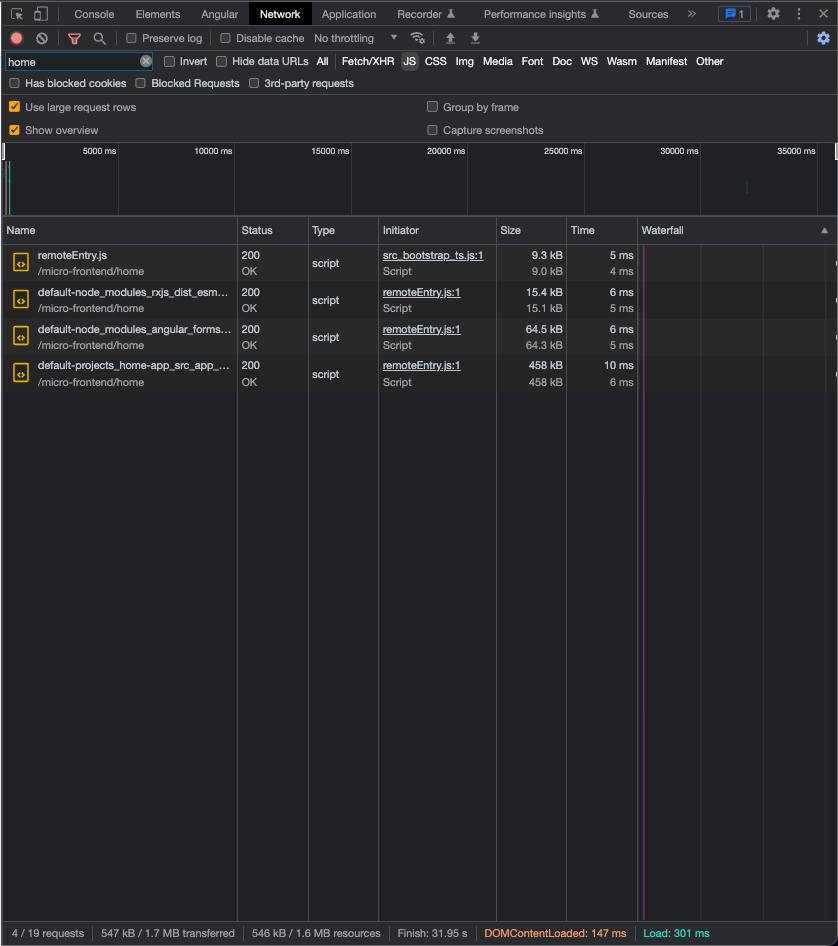 Console Elements Angular Network Application Recorder Performance insights Sources » 1
Preserve log Disable cache No throttling
home Invert Hide data URLs All Fetch/XHR JS CSS Img Media Font Doc WS Wasm Manifest Other
Has blocked cookies Blocked Requests 3rd-party requests
Use large request rows Group by frame
Show overview Capture screenshots
5000 ms 10000 ms 15000 ms 20000 ms 25000 ms 30000 ms 35000 ms
Name Status Type Initiator Size Time Waterfall
remoteEntry.js 200 script src_bootstrap_ts.js:1 9.3 kB 5 ms
/micro-frontend/home OK Script 9.0 kB 4 ms
default-node_modules_rxjs_dist_esm... 200 script remoteEntry.js:1 15.4 kB 6 ms
/micro-frontend/home OK Script 15.1 kB 5 ms
default-node_modules_angular_forms... 200 script remoteEntry.js:1 64.5 kB 6 ms
/micro-frontend/home OK Script 64.3 kB 5 ms
default-projects_home-app_src_app_... 200 script remoteEntry.js:1 458 kB 10 ms
/micro-frontend/home OK Script 458 kB 6 ms
4 / 19 requests 547 kB / 1.7 MB transferred 546 kB / 1.6 MB resources Finish: 31.95 s DOMContentLoaded: 147 ms Load: 301 ms